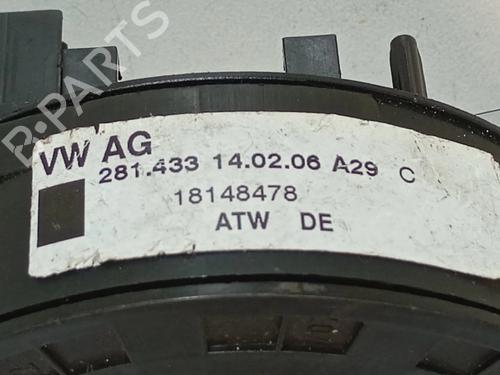 B-PARTS
VW AG
281.433 14.02.06 A29 C
18148478
ATW DE